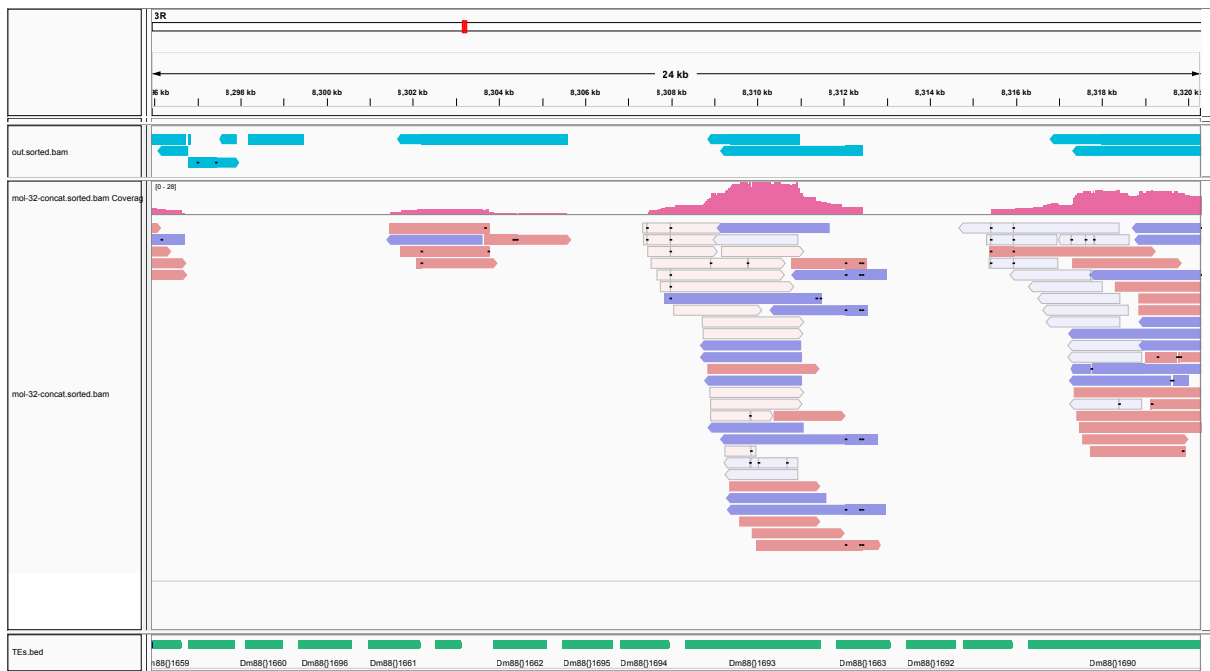 3R
24 kb
8,298 kb
8,300 kb
8,302 kb
8,304 kb
8,306 kb
8,308 kb
8,310 kb
8,312 kb
8,314 kb
8,316 kb
8,318 kb
out.sorted.bam
mol-32-concat.sorted.bam Coverag
[0 - 28]
mol-32-concat.sorted.bam
TEs.bed
Dm88{}1660
Dm88{}1696
Dm88{}1661
Dm88{}1662
Dm88{}1695
Dm88{}1694
Dm88{}1693
Dm88{}1663
Dm88{}1692
Dm88{}1690